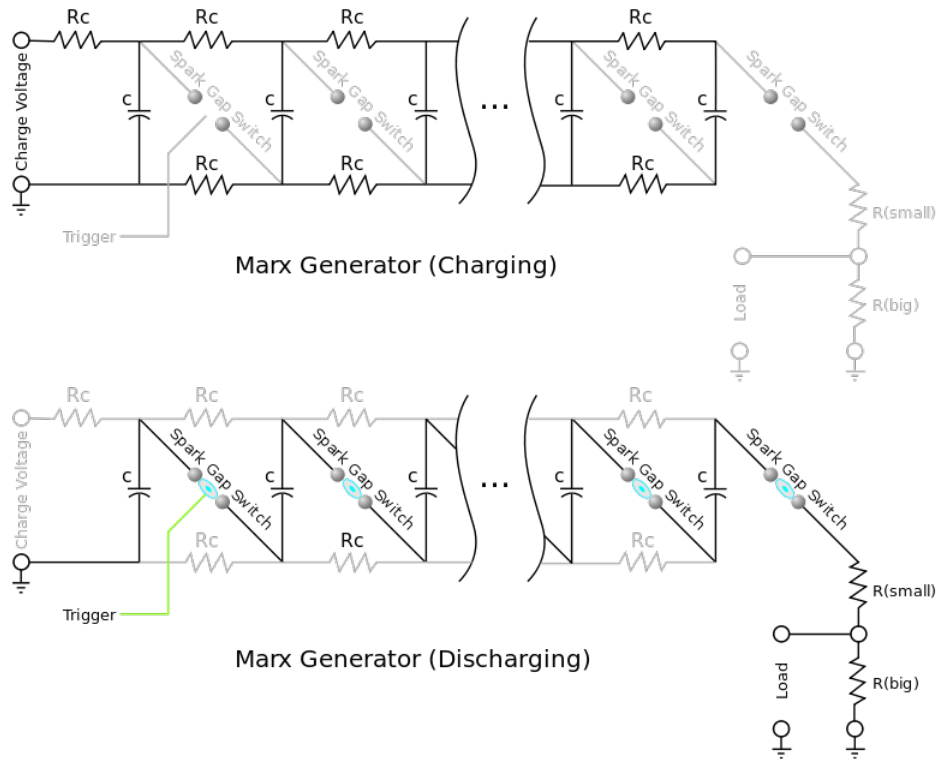 Rc Rc Rc Rc
Charge Voltage
C Spark Gap Switch C Spark Gap Switch C ... C Spark Gap Switch C Spark Gap Switch
Rc Rc Rc
Trigger
R(small)
Marx Generator (Charging)
Load
R(big)
Rc Rc Rc Rc
Charge Voltage
C Spark Gap Switch C Spark Gap Switch C ... C Spark Gap Switch C Spark Gap Switch
Rc Rc Rc
Trigger
R(small)
Marx Generator (Discharging)
Load
R(big)